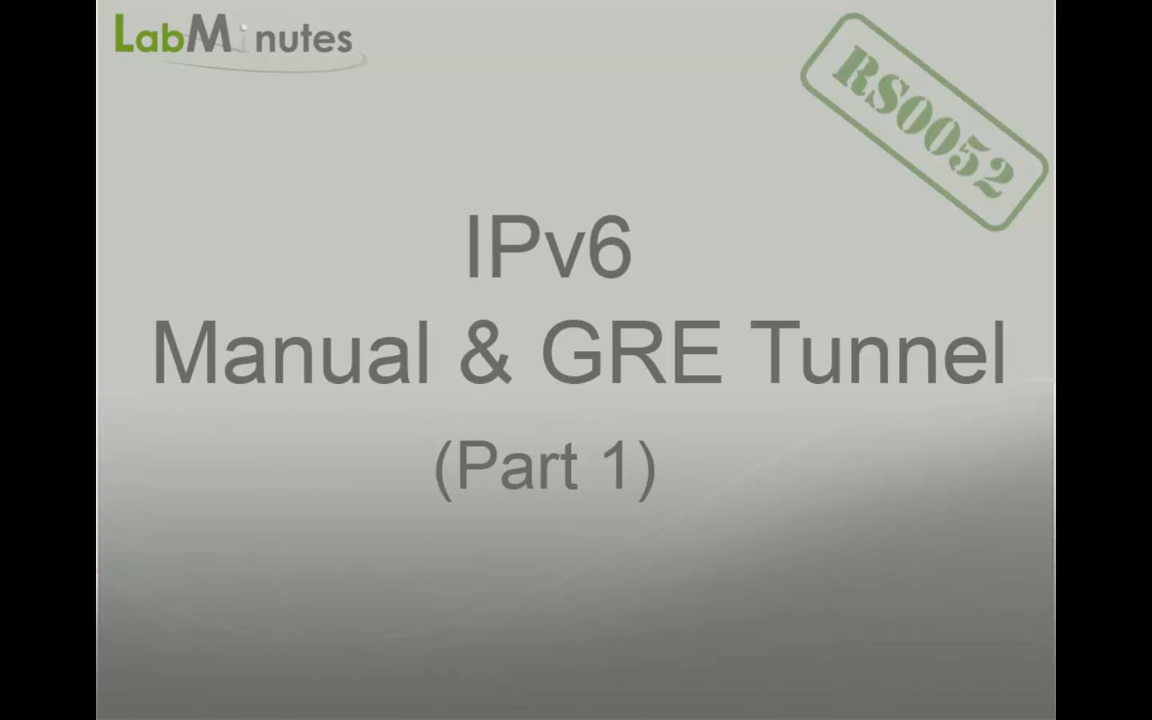 LabMinutes
RS0052
IPv6
Manual & GRE Tunnel
(Part 1)